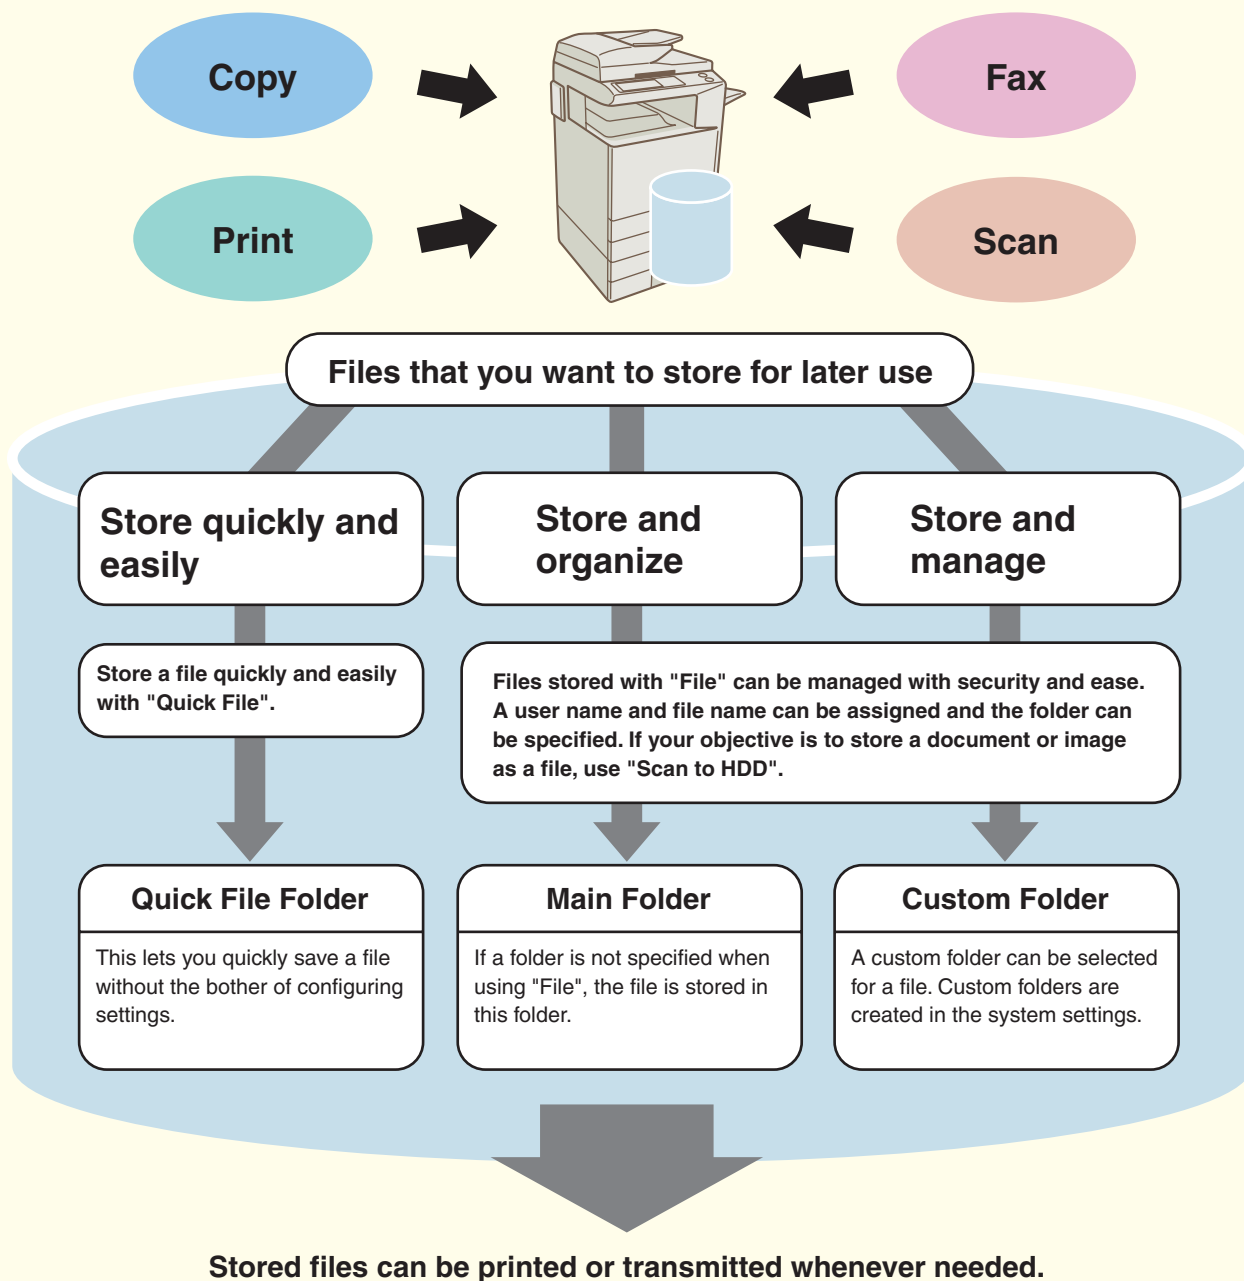 Copy
Fax
Print
Scan
Files that you want to store for later use
Store quickly and
easily
Store and
organize
Store and
manage
Store a file quickly and easily
with "Quick File".
Files stored with "File" can be managed with security and ease.
A user name and file name can be assigned and the folder can
be specified. If your objective is to store a document or image
as a file, use "Scan to HDD".
Quick File Folder
This lets you quickly save a file
without the bother of configuring
settings.
Main Folder
If a folder is not specified when
using "File", the file is stored in
this folder.
Custom Folder
A custom folder can be selected
for a file. Custom folders are
created in the system settings.
Stored files can be printed or transmitted whenever needed.